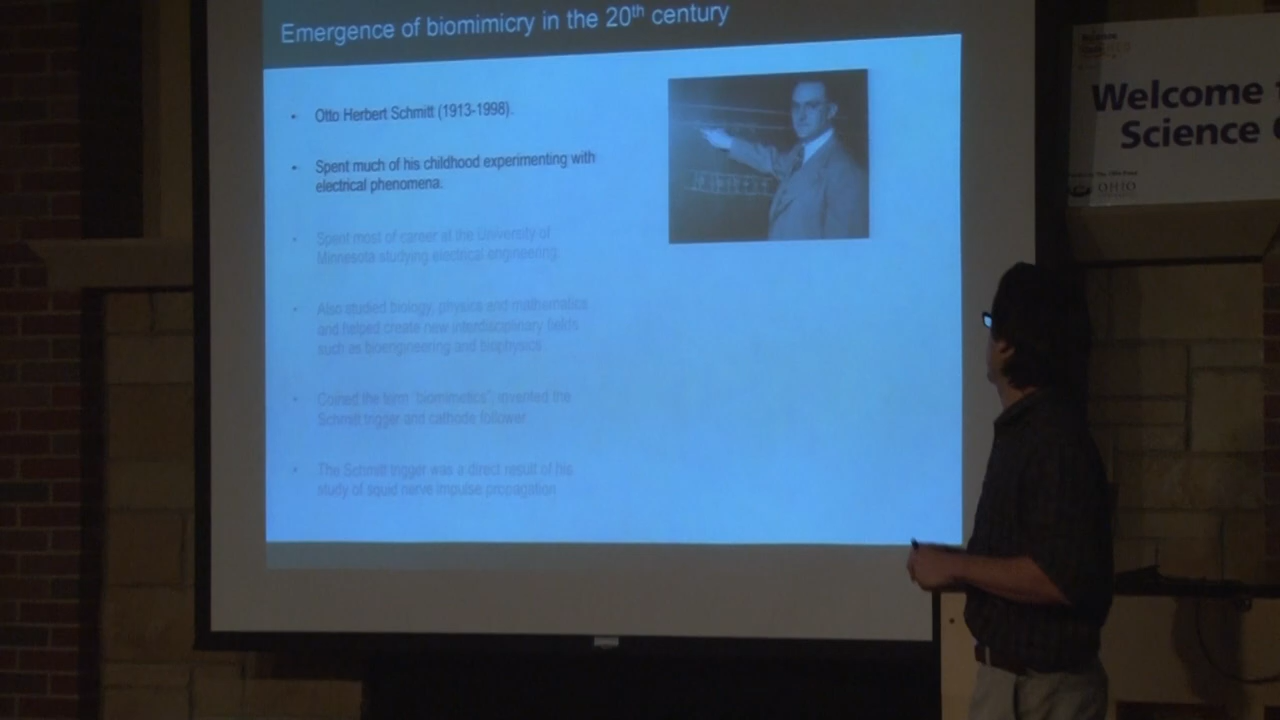 Emergence of biomimicry in the 20th century
• Otto Herbert Schmitt (1913-1998).
• Spent much of his childhood experimenting with
electrical phenomena.
• Spent most of career at the University of
Minnesota studying electrical engineering.
• Also studied biology, physics and mathematics
and helped create new interdisciplinary fields
such as bioengineering and biophysics
• Coined the term "biomimetics", invented the
Schmitt trigger and cathode follower.
• The Schmitt trigger was a direct result of his
study of squid nerve impulse propagation
Welcome
Science
OHIO